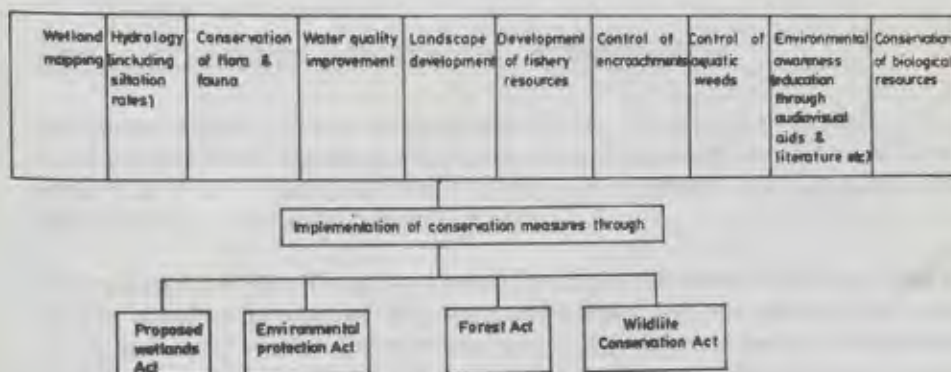 Wetland mapping
Hydrology (including siltation rates)
Conservation of flora & fauna
Water quality improvement
Landscape development
Development of fishery resources
Control of encroachments
Control of aquatic weeds
Environmental awareness (education through audiovisual aids & literature etc)
Conservation of biological resources
Implementation of conservation measures through
Proposed wetlands Act
Environmental protection Act
Forest Act
Wildlife Conservation Act